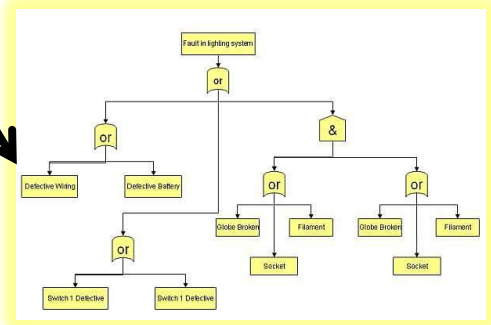 Fault in lighting system
or
or
&
Defective Wiring
Defective Battery
or
or
Globe Broken
Filament
Globe Broken
Filament
or
Socket
Socket
Switch 1 Defective
Switch 1 Defective